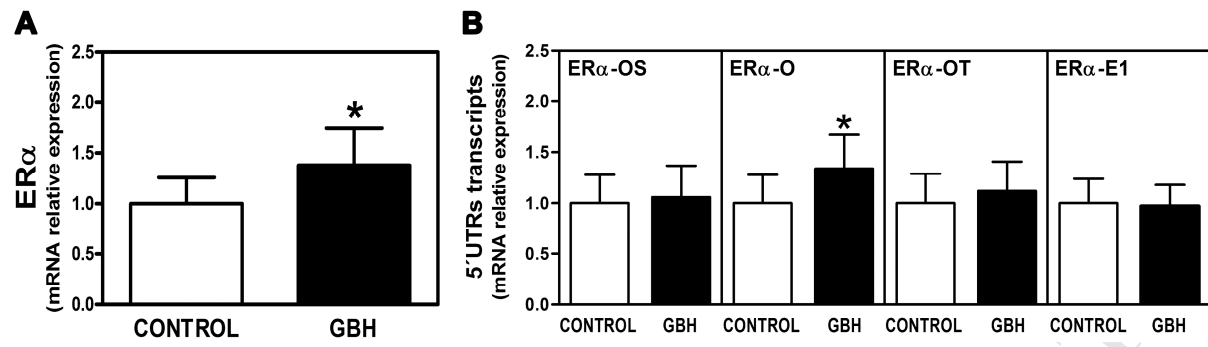 A
ERα
(mRNA relative expression)
2.5
2.0
1.5
1.0
0.5
0.0
*
CONTROL GBH
B
5´UTRs transcripts
(mRNA relative expression)
2.5
2.0
1.5
1.0
0.5
0.0
ERα-OS ERα-O ERα-OT ERα-E1
*
CONTROL GBH CONTROL GBH CONTROL GBH CONTROL GBH